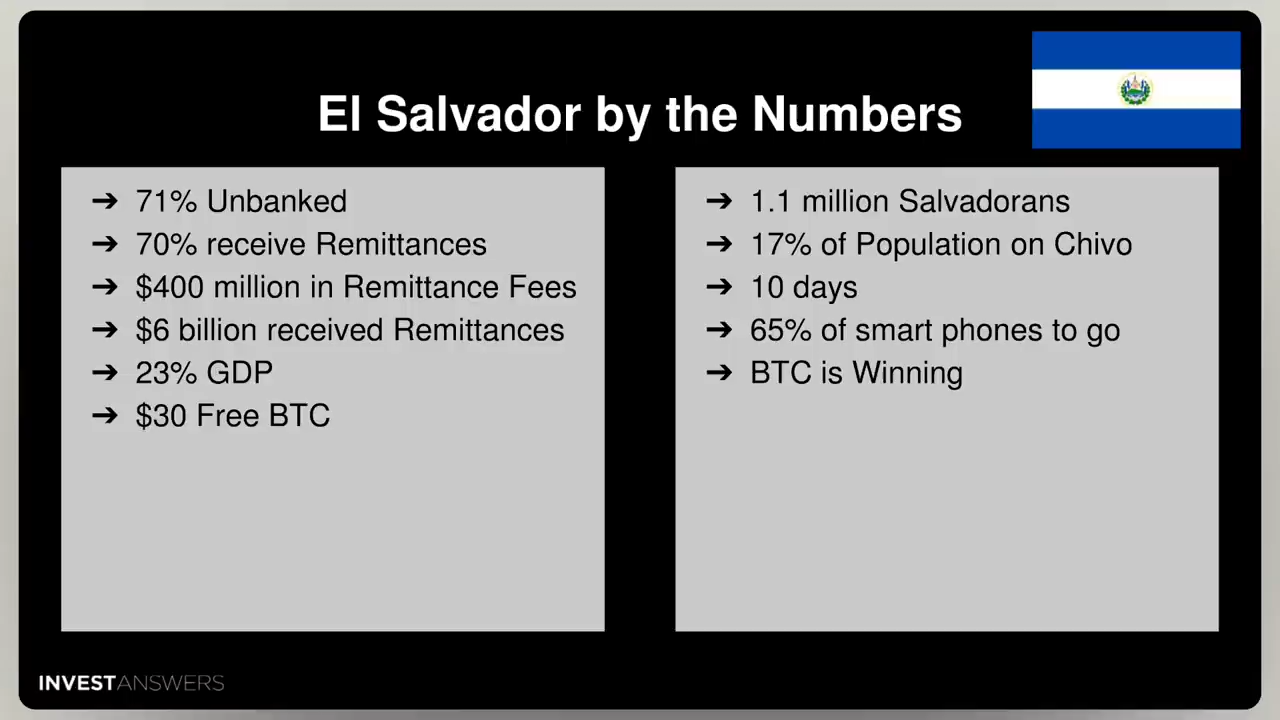 El Salvador by the Numbers
➔ 71% Unbanked
➔ 70% receive Remittances
➔ $400 million in Remittance Fees
➔ $6 billion received Remittances
➔ 23% GDP
➔ $30 Free BTC
➔ 1.1 million Salvadorans
➔ 17% of Population on Chivo
➔ 10 days
➔ 65% of smart phones to go
➔ BTC is Winning
INVESTANSWERS